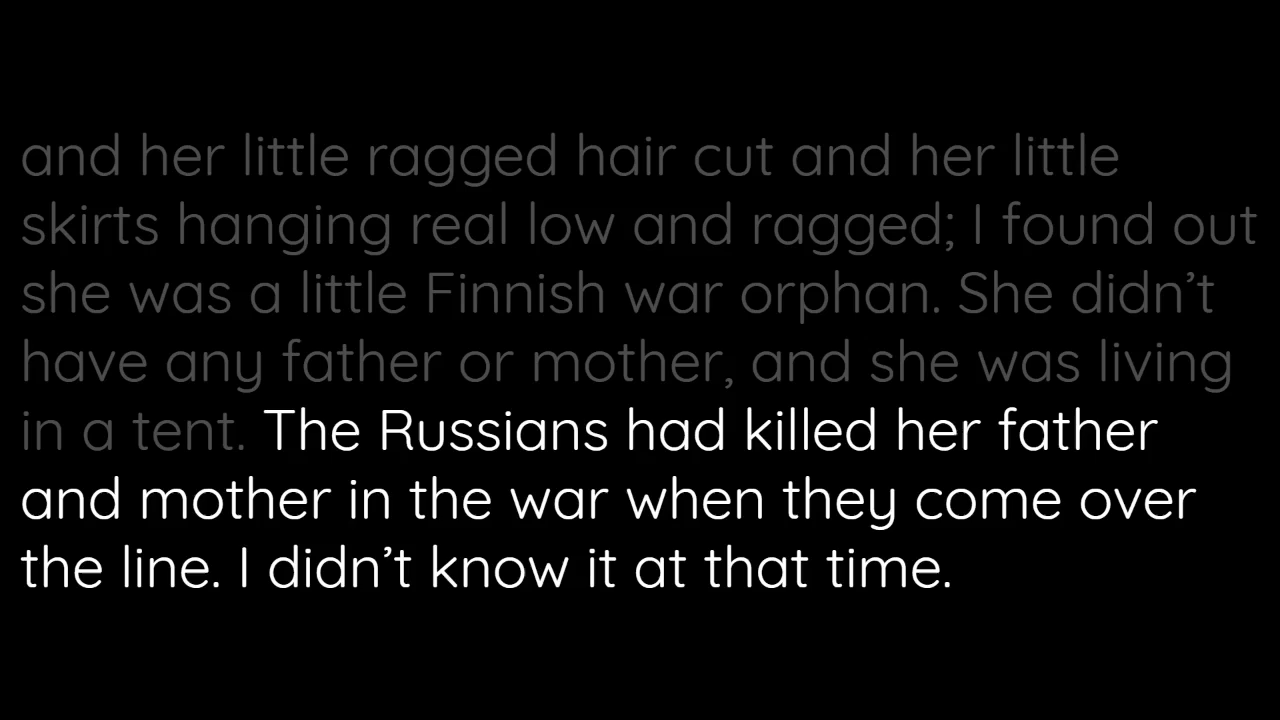 and her little ragged hair cut and her little
skirts hanging real low and ragged; I found out
she was a little Finnish war orphan. She didn’t
have any father or mother, and she was living
in a tent. The Russians had killed her father
and mother in the war when they come over
the line. I didn’t know it at that time.